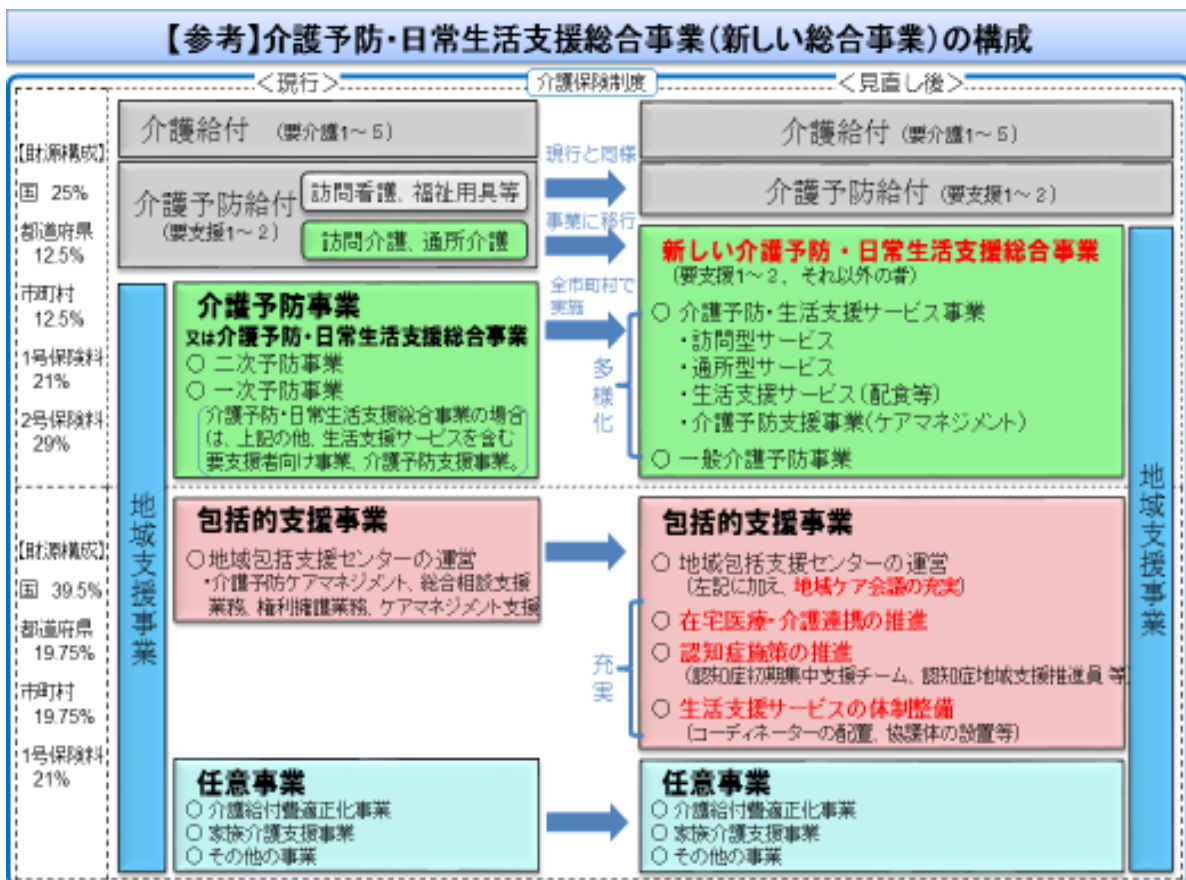 【参考】介護予防・日常生活支援総合事業（新しい総合事業）の構成
＜現行＞
介護保険制度
＜見直し後＞
【財源構成】
国 25%
都道府県
12.5%
市町村
12.5%
1号保険料
21%
2号保険料
29%
介護給付 （要介護1～5）
介護予防給付
（要支援1～2）
訪問看護、福祉用具等
訪問介護、通所介護
現行と同様
事業に移行
全市町村で
実施
多様化
介護給付（要介護1～5）
介護予防給付（要支援1～2）
介護予防事業
又は介護予防・日常生活支援総合事業
○ 二次予防事業
○ 一次予防事業
介護予防・日常生活支援総合事業の場合
は、上記の他、生活支援サービスを含む
要支援者向け事業、介護予防支援事業。
新しい介護予防・日常生活支援総合事業
（要支援1～2、それ以外の者）
○ 介護予防・生活支援サービス事業
・訪問型サービス
・通所型サービス
・生活支援サービス（配食等）
・介護予防支援事業（ケアマネジメント）
○ 一般介護予防事業
【財源構成】
国 39.5%
都道府県
19.75%
市町村
19.75%
1号保険料
21%
地域支援事業
包括的支援事業
○地域包括支援センターの運営
・介護予防ケアマネジメント、総合相談支援
業務、権利擁護業務、ケアマネジメント支援
充実
包括的支援事業
○ 地域包括支援センターの運営
（左記に加え、地域ケア会議の充実）
○ 在宅医療・介護連携の推進
○ 認知症施策の推進
（認知症初期集中支援チーム、認知症地域支援推進員 等）
○ 生活支援サービスの体制整備
（コーディネーターの配置、協議体の設置等）
地域支援事業
任意事業
○ 介護給付費適正化事業
○ 家族介護支援事業
○ その他の事業
任意事業
○ 介護給付費適正化事業
○ 家族介護支援事業
○ その他の事業